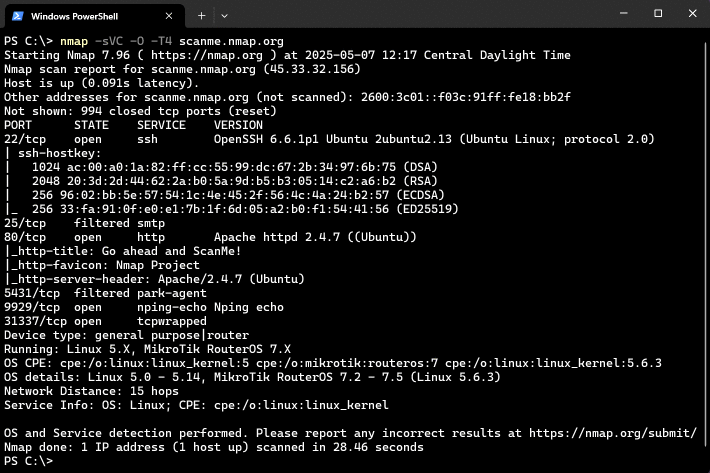 Windows PowerShell
PS C:\> nmap -sVC -O -T4 scanme.nmap.org
Starting Nmap 7.96 ( https://nmap.org ) at 2025-05-07 12:17 Central Daylight Time
Nmap scan report for scanme.nmap.org (45.33.32.156)
Host is up (0.091s latency).
Other addresses for scanme.nmap.org (not scanned): 2600:3c01::f03c:91ff:fe18:bb2f
Not shown: 994 closed tcp ports (reset)
PORT      STATE    SERVICE    VERSION
22/tcp    open     ssh        OpenSSH 6.6.1p1 Ubuntu 2ubuntu2.13 (Ubuntu Linux; protocol 2.0)
| ssh-hostkey:
|   1024 ac:00:a0:1a:82:ff:cc:55:99:dc:67:2b:34:97:6b:75 (DSA)
|   2048 20:3d:2d:44:62:2a:b0:5a:9d:b5:b3:05:14:c2:a6:b2 (RSA)
|   256 96:02:bb:5e:57:54:1c:4e:45:2f:56:4c:4a:24:b2:57 (ECDSA)
|_  256 33:fa:91:0f:e0:e1:7b:1f:6d:05:a2:b0:f1:54:41:56 (ED25519)
25/tcp    filtered smtp
80/tcp    open     http       Apache httpd 2.4.7 ((Ubuntu))
|_http-title: Go ahead and ScanMe!
|_http-favicon: Nmap Project
|_http-server-header: Apache/2.4.7 (Ubuntu)
5431/tcp  filtered park-agent
9929/tcp  open     nping-echo Nping echo
31337/tcp open     tcpwrapped
Device type: general purpose|router
Running: Linux 5.X, MikroTik RouterOS 7.X
OS CPE: cpe:/o:linux:linux_kernel:5 cpe:/o:mikrotik:routeros:7 cpe:/o:linux:linux_kernel:5.6.3
OS details: Linux 5.0 - 5.14, MikroTik RouterOS 7.2 - 7.5 (Linux 5.6.3)
Network Distance: 15 hops
Service Info: OS: Linux; CPE: cpe:/o:linux:linux_kernel
OS and Service detection performed. Please report any incorrect results at https://nmap.org/submit/
Nmap done: 1 IP address (1 host up) scanned in 28.46 seconds
PS C:\>